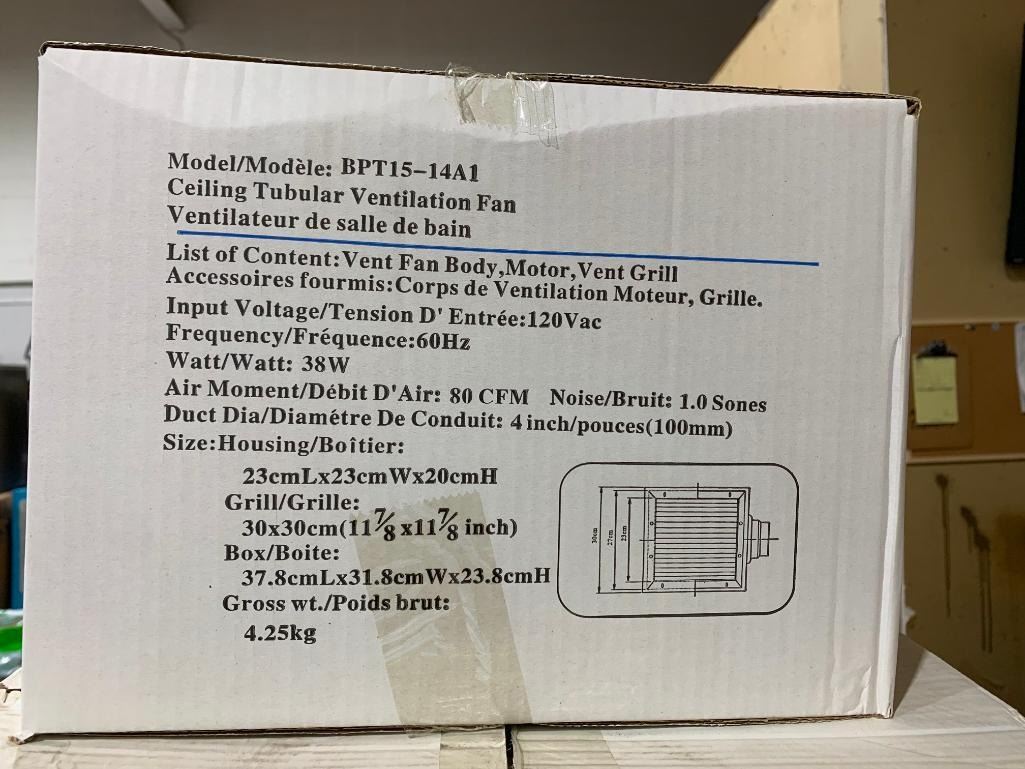 Model/Modèle: BPT15-14A1
Ceiling Tubular Ventilation Fan
Ventilateur de salle de bain
List of Content:Vent Fan Body,Motor,Vent Grill
Accessoires fourmis:Corps de Ventilation Moteur, Grille.
Input Voltage/Tension D' Entrée:120Vac
Frequency/Fréquence:60Hz
Watt/Watt: 38W
Air Moment/Débit D'Air: 80 CFM Noise/Bruit: 1.0 Sones
Duct Dia/Diamétre De Conduit: 4 inch/pouces(100mm)
Size:Housing/Boîtier:
23cmLx23cmWx20cmH
Grill/Grille:
30x30cm(11⅞x11⅞ inch)
Box/Boite:
37.8cmLx31.8cmWx23.8cmH
Gross wt./Poids brut:
4.25kg
30cm
27cm
23cm